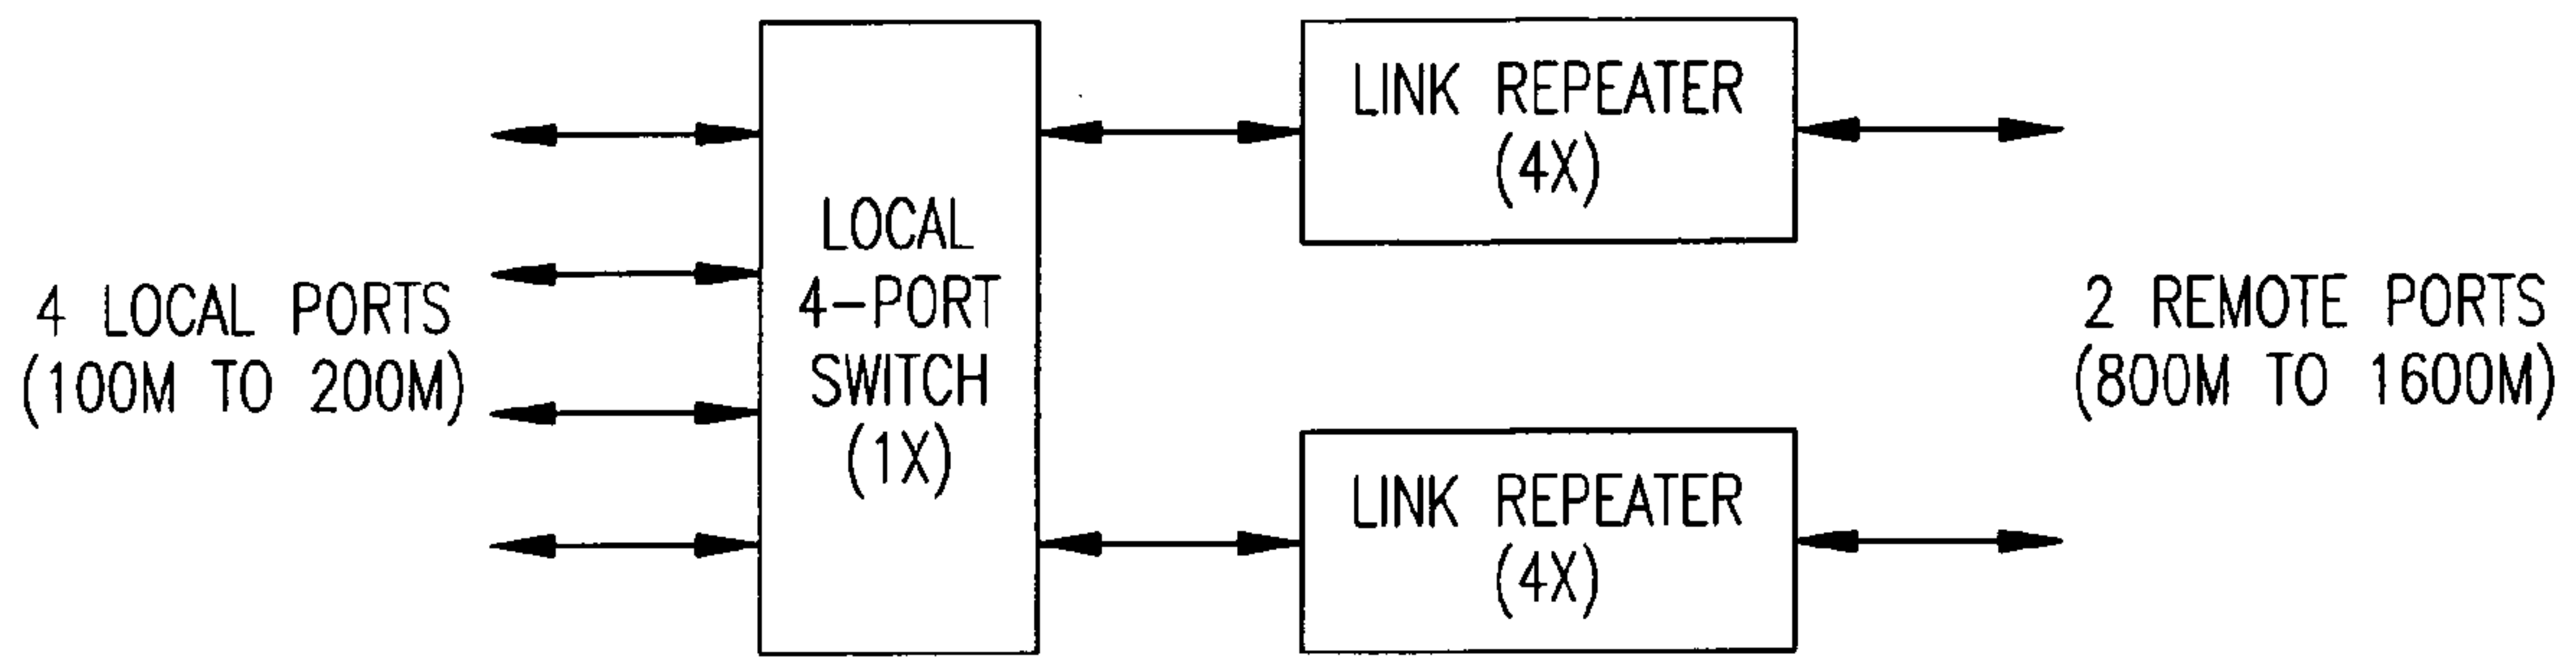 4 LOCAL PORTS
(100M TO 200M)
LOCAL
4-PORT
SWITCH
(1X)
LINK REPEATER
(4X)
LINK REPEATER
(4X)
2 REMOTE PORTS
(800M TO 1600M)